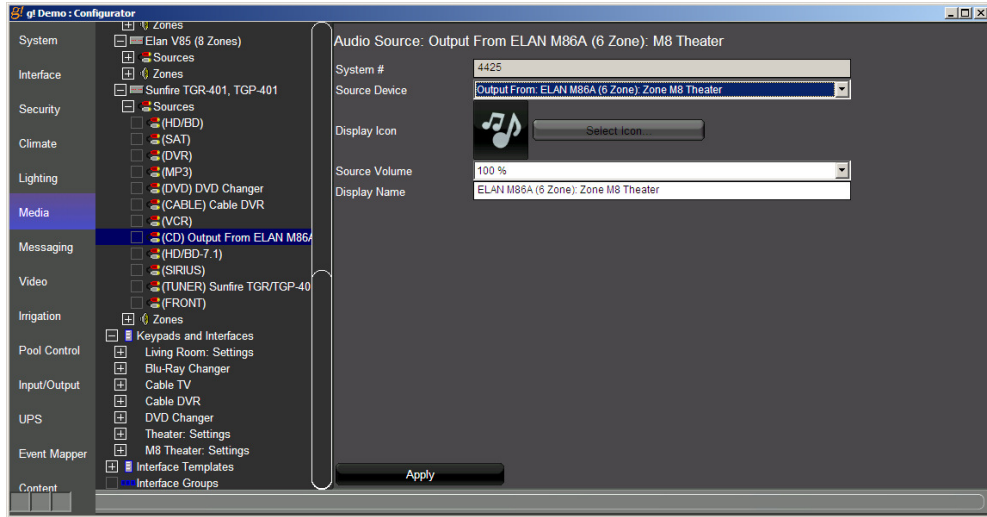 g! Demo : Configurator
System
Interface
Security
Climate
Lighting
Media
Messaging
Video
Irrigation
Pool Control
Input/Output
UPS
Event Mapper
Content
Zones
Elan V85 (8 Zones)
Sources
Zones
Sunfire TGR-401, TGP-401
Sources
(HD/BD)
(SAT)
(DVR)
(MP3)
(DVD) DVD Changer
(CABLE) Cable DVR
(VCR)
(CD) Output From ELAN M86A
(HD/BD-7.1)
(SIRIUS)
(TUNER) Sunfire TGR/TGP-40
(FRONT)
Zones
Keypads and Interfaces
Living Room: Settings
Blu-Ray Changer
Cable TV
Cable DVR
DVD Changer
Theater: Settings
M8 Theater: Settings
Interface Templates
Interface Groups
Audio Source: Output From ELAN M86A (6 Zone): M8 Theater
System # 4425
Source Device Output From: ELAN M86A (6 Zone): Zone M8 Theater
Display Icon Select Icon...
Source Volume 100 %
Display Name ELAN M86A (6 Zone): Zone M8 Theater
Apply